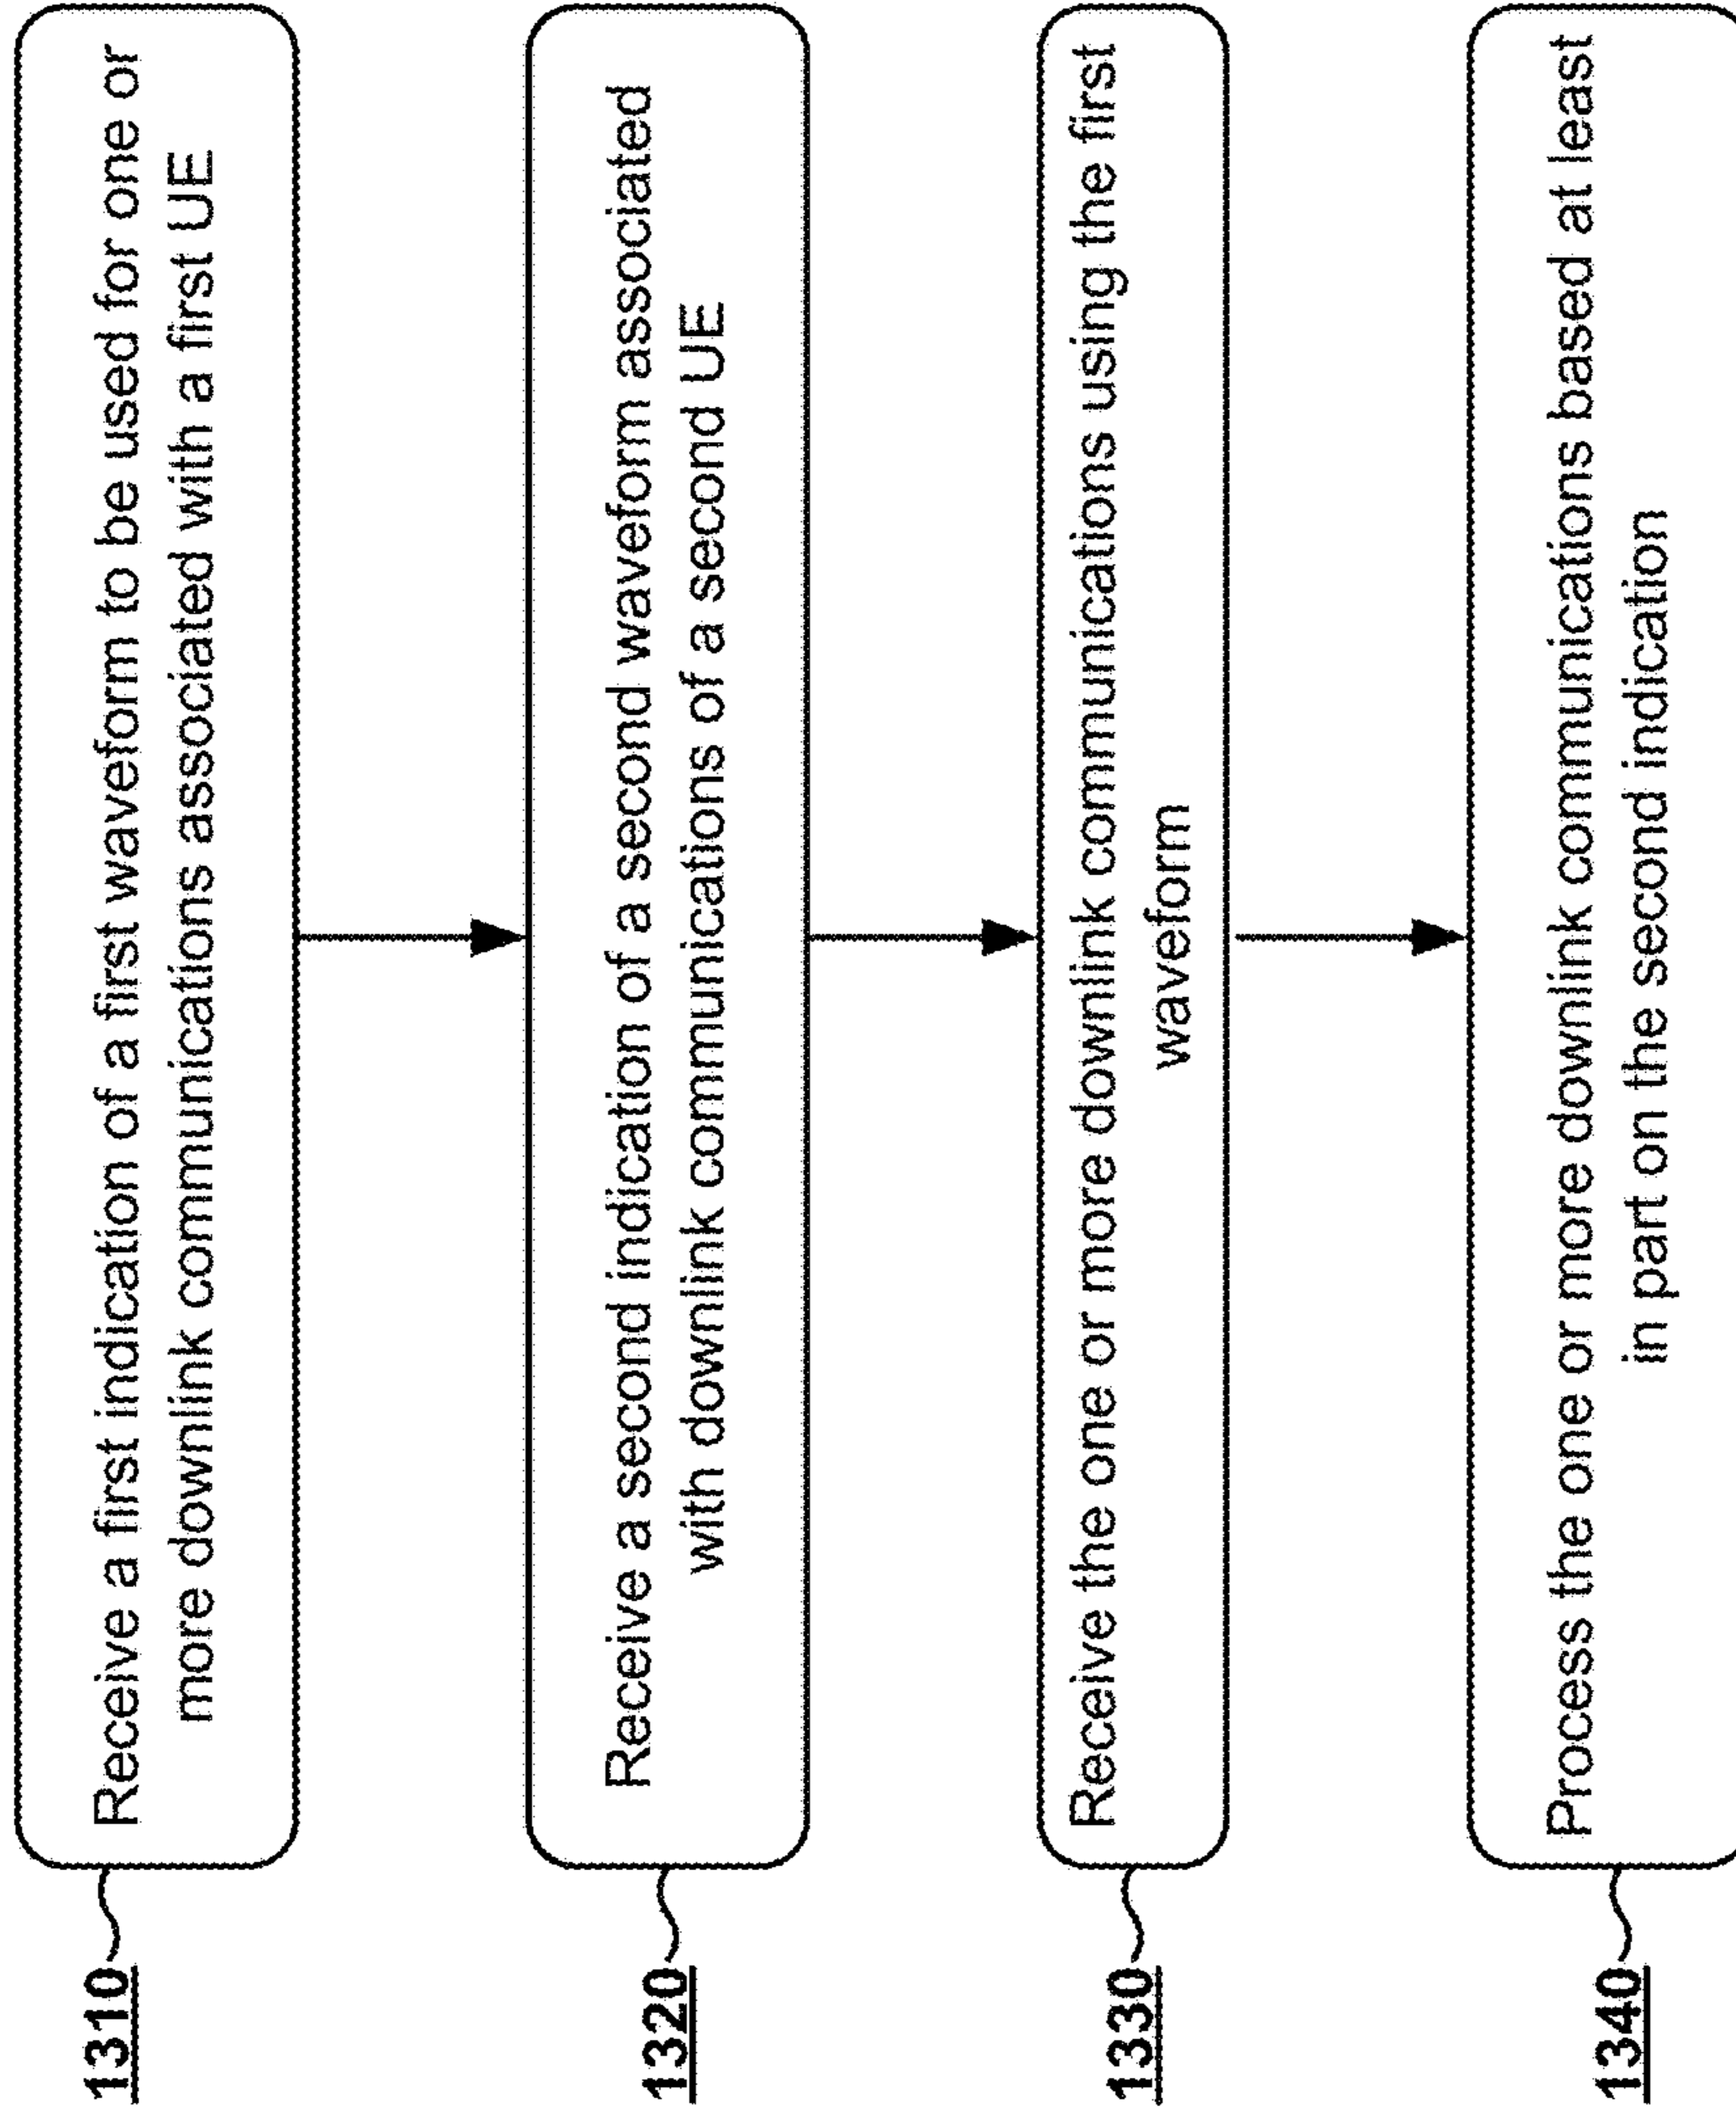 1310
Receive a first indication of a first waveform to be used for one or
more downlink communications associated with a first UE
1320
Receive a second indication of a second waveform associated
with downlink communications of a second UE
1330
Receive the one or more downlink communications using the first
waveform
1340
Process the one or more downlink communications based at least
in part on the second indication